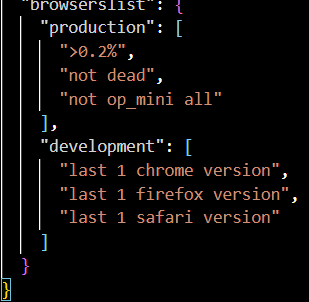 "browserslist": {
"production": [
">0.2%",
"not dead",
"not op_mini all"
],
"development": [
"last 1 chrome version",
"last 1 firefox version",
"last 1 safari version"
]
}
}